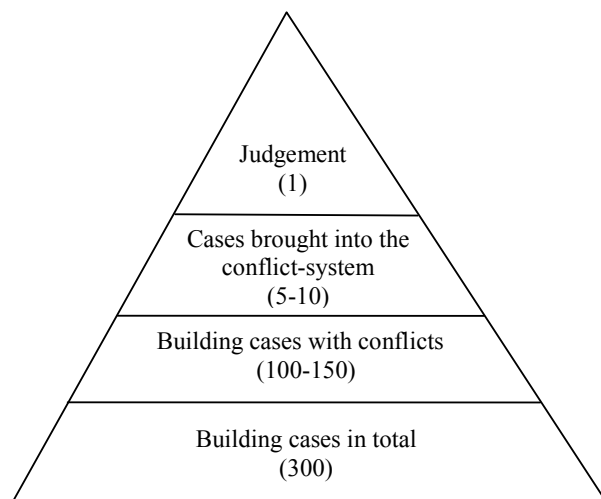 Judgement
(1)
Cases brought into the
conflict-system
(5-10)
Building cases with conflicts
(100-150)
Building cases in total
(300)